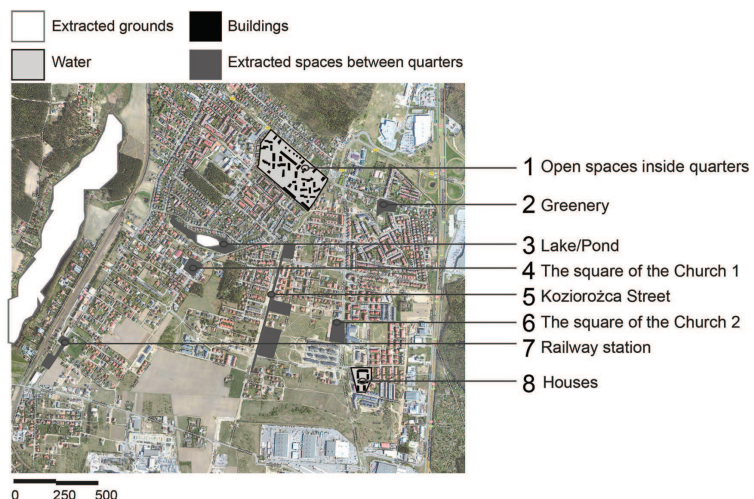 Extracted grounds
Buildings
Water
Extracted spaces between quarters
1 Open spaces inside quarters
2 Greenery
3 Lake/Pond
4 The square of the Church 1
5 Koziorożca Street
6 The square of the Church 2
7 Railway station
8 Houses
0 250 500